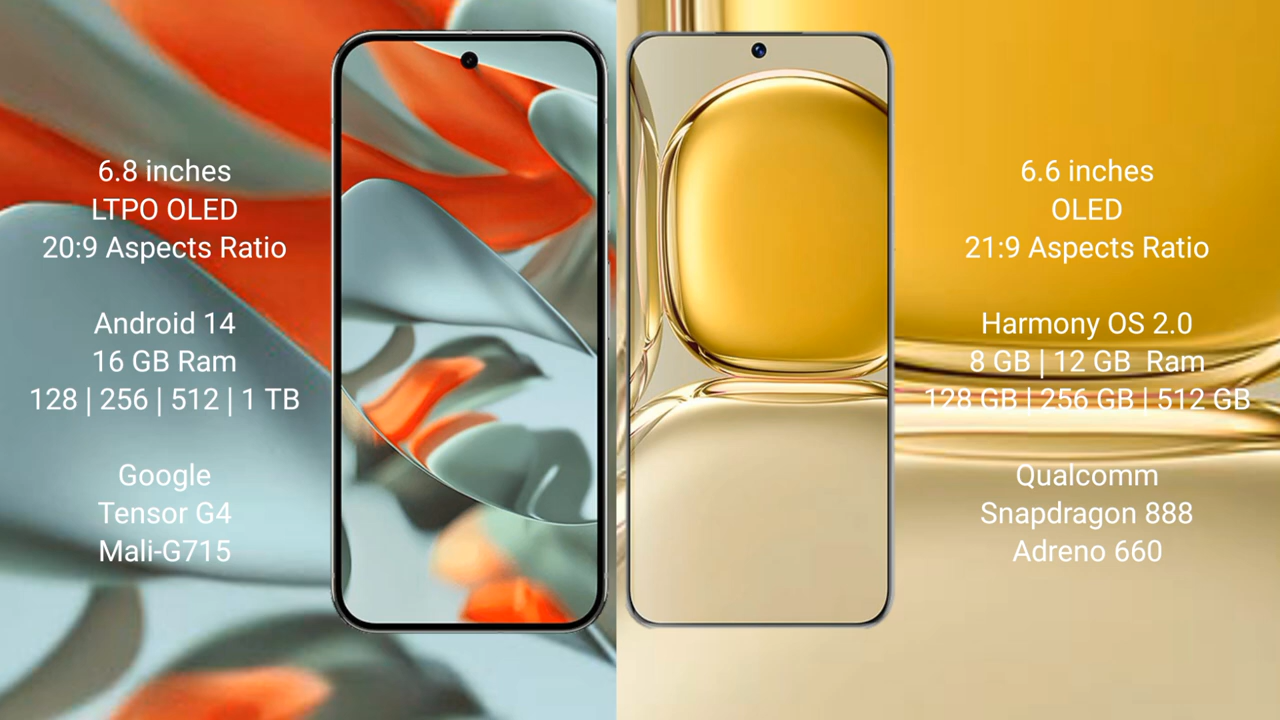 6.8 inches
LTPO OLED
20:9 Aspects Ratio
Android 14
16 GB Ram
128 | 256 | 512 | 1 TB
Google
Tensor G4
Mali-G715
6.6 inches
OLED
21:9 Aspects Ratio
Harmony OS 2.0
8 GB | 12 GB  Ram
128 GB | 256 GB | 512 GB
Qualcomm
Snapdragon 888
Adreno 660